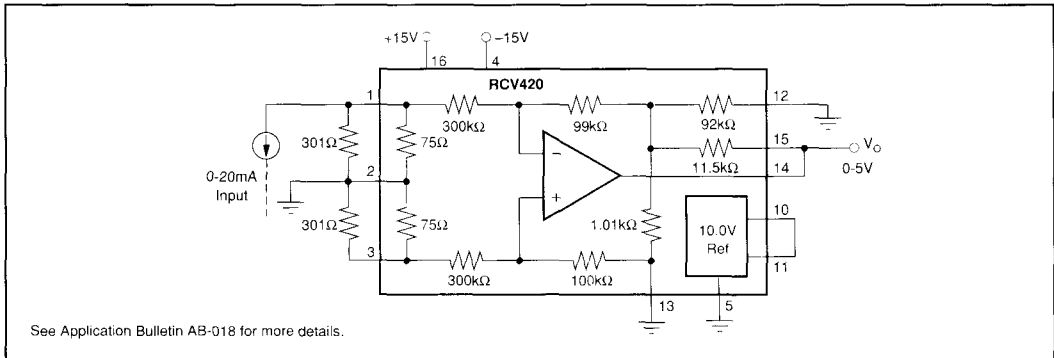 +15V -15V
16 4
RCV420
1 12
300kΩ 99kΩ 92kΩ
15 Vo
301Ω 75Ω
11.5kΩ 0-5V
14
0-20mA
Input
2
10
301Ω 75Ω 1.01kΩ 10.0V
Ref
3 11
300kΩ 100kΩ
13 5
See Application Bulletin AB-018 for more details.